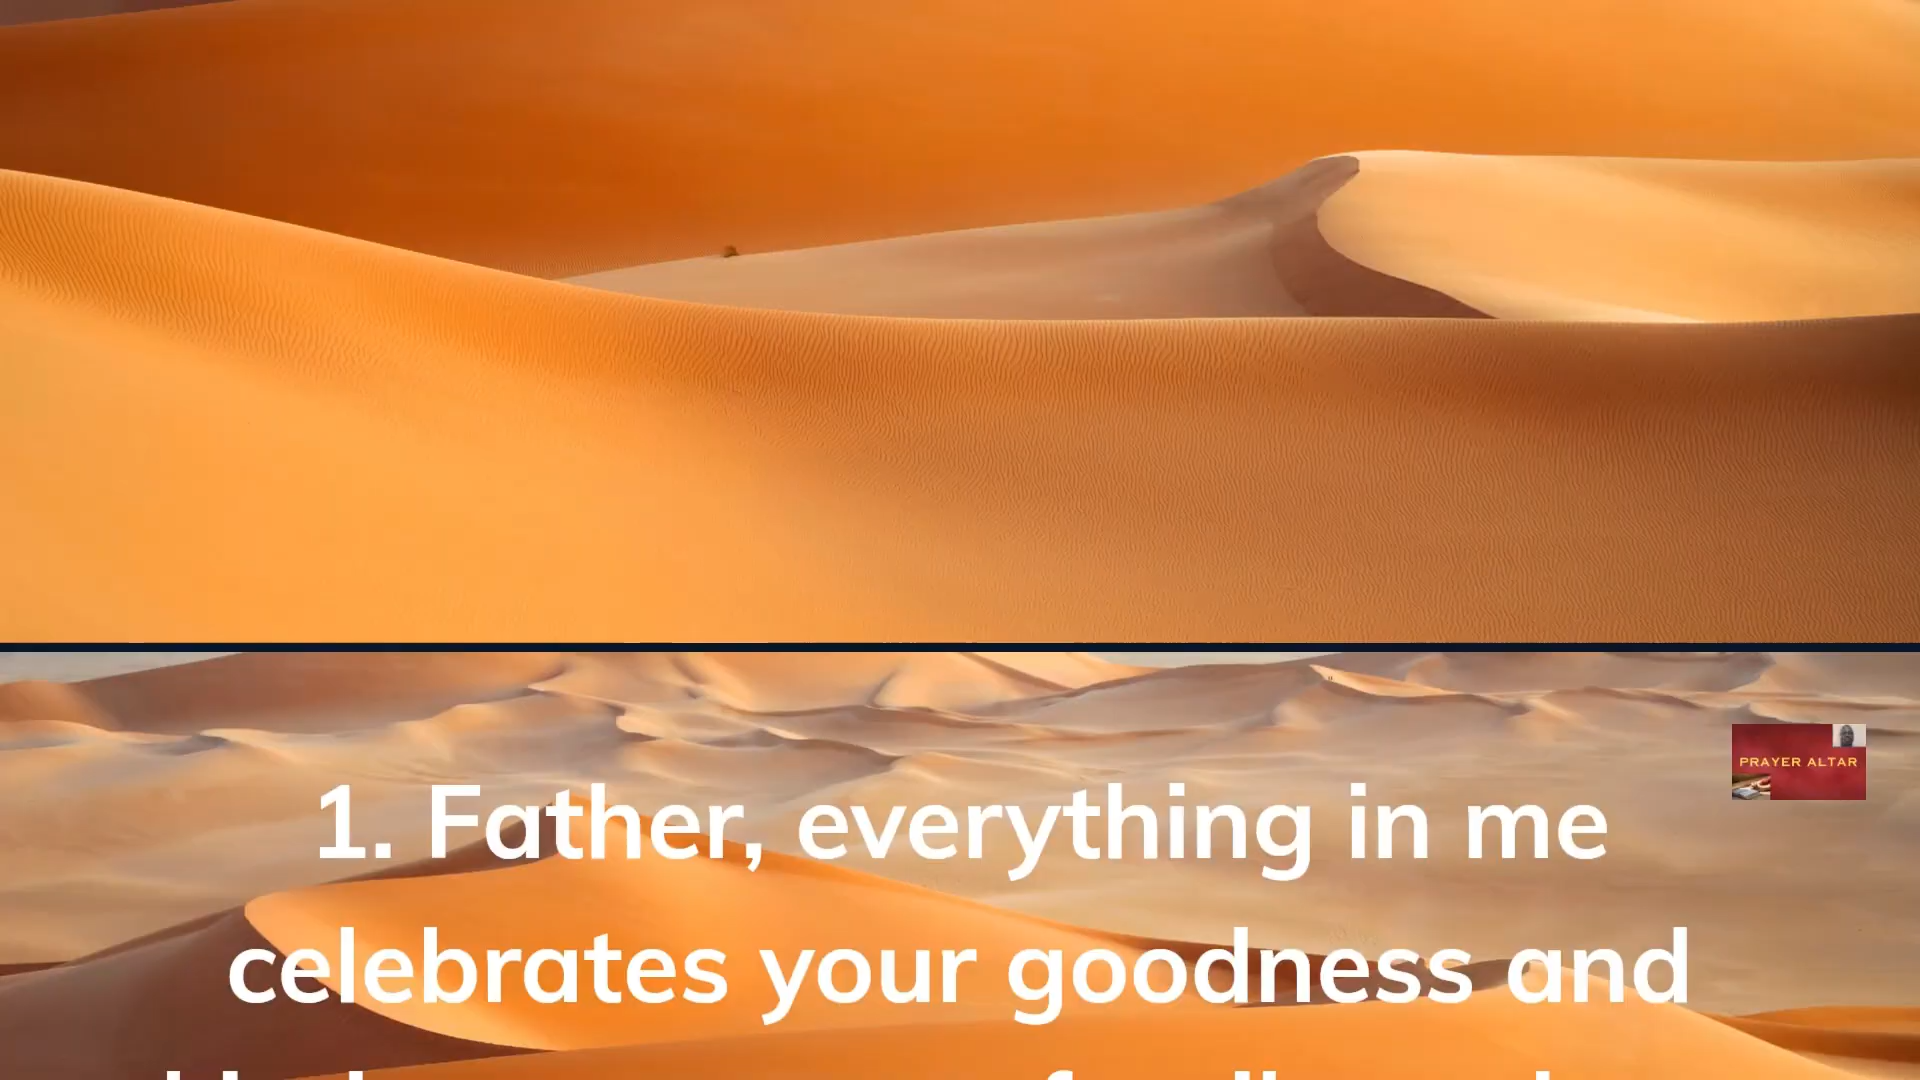 PRAYER ALTAR
1. Father, everything in me
celebrates your goodness and